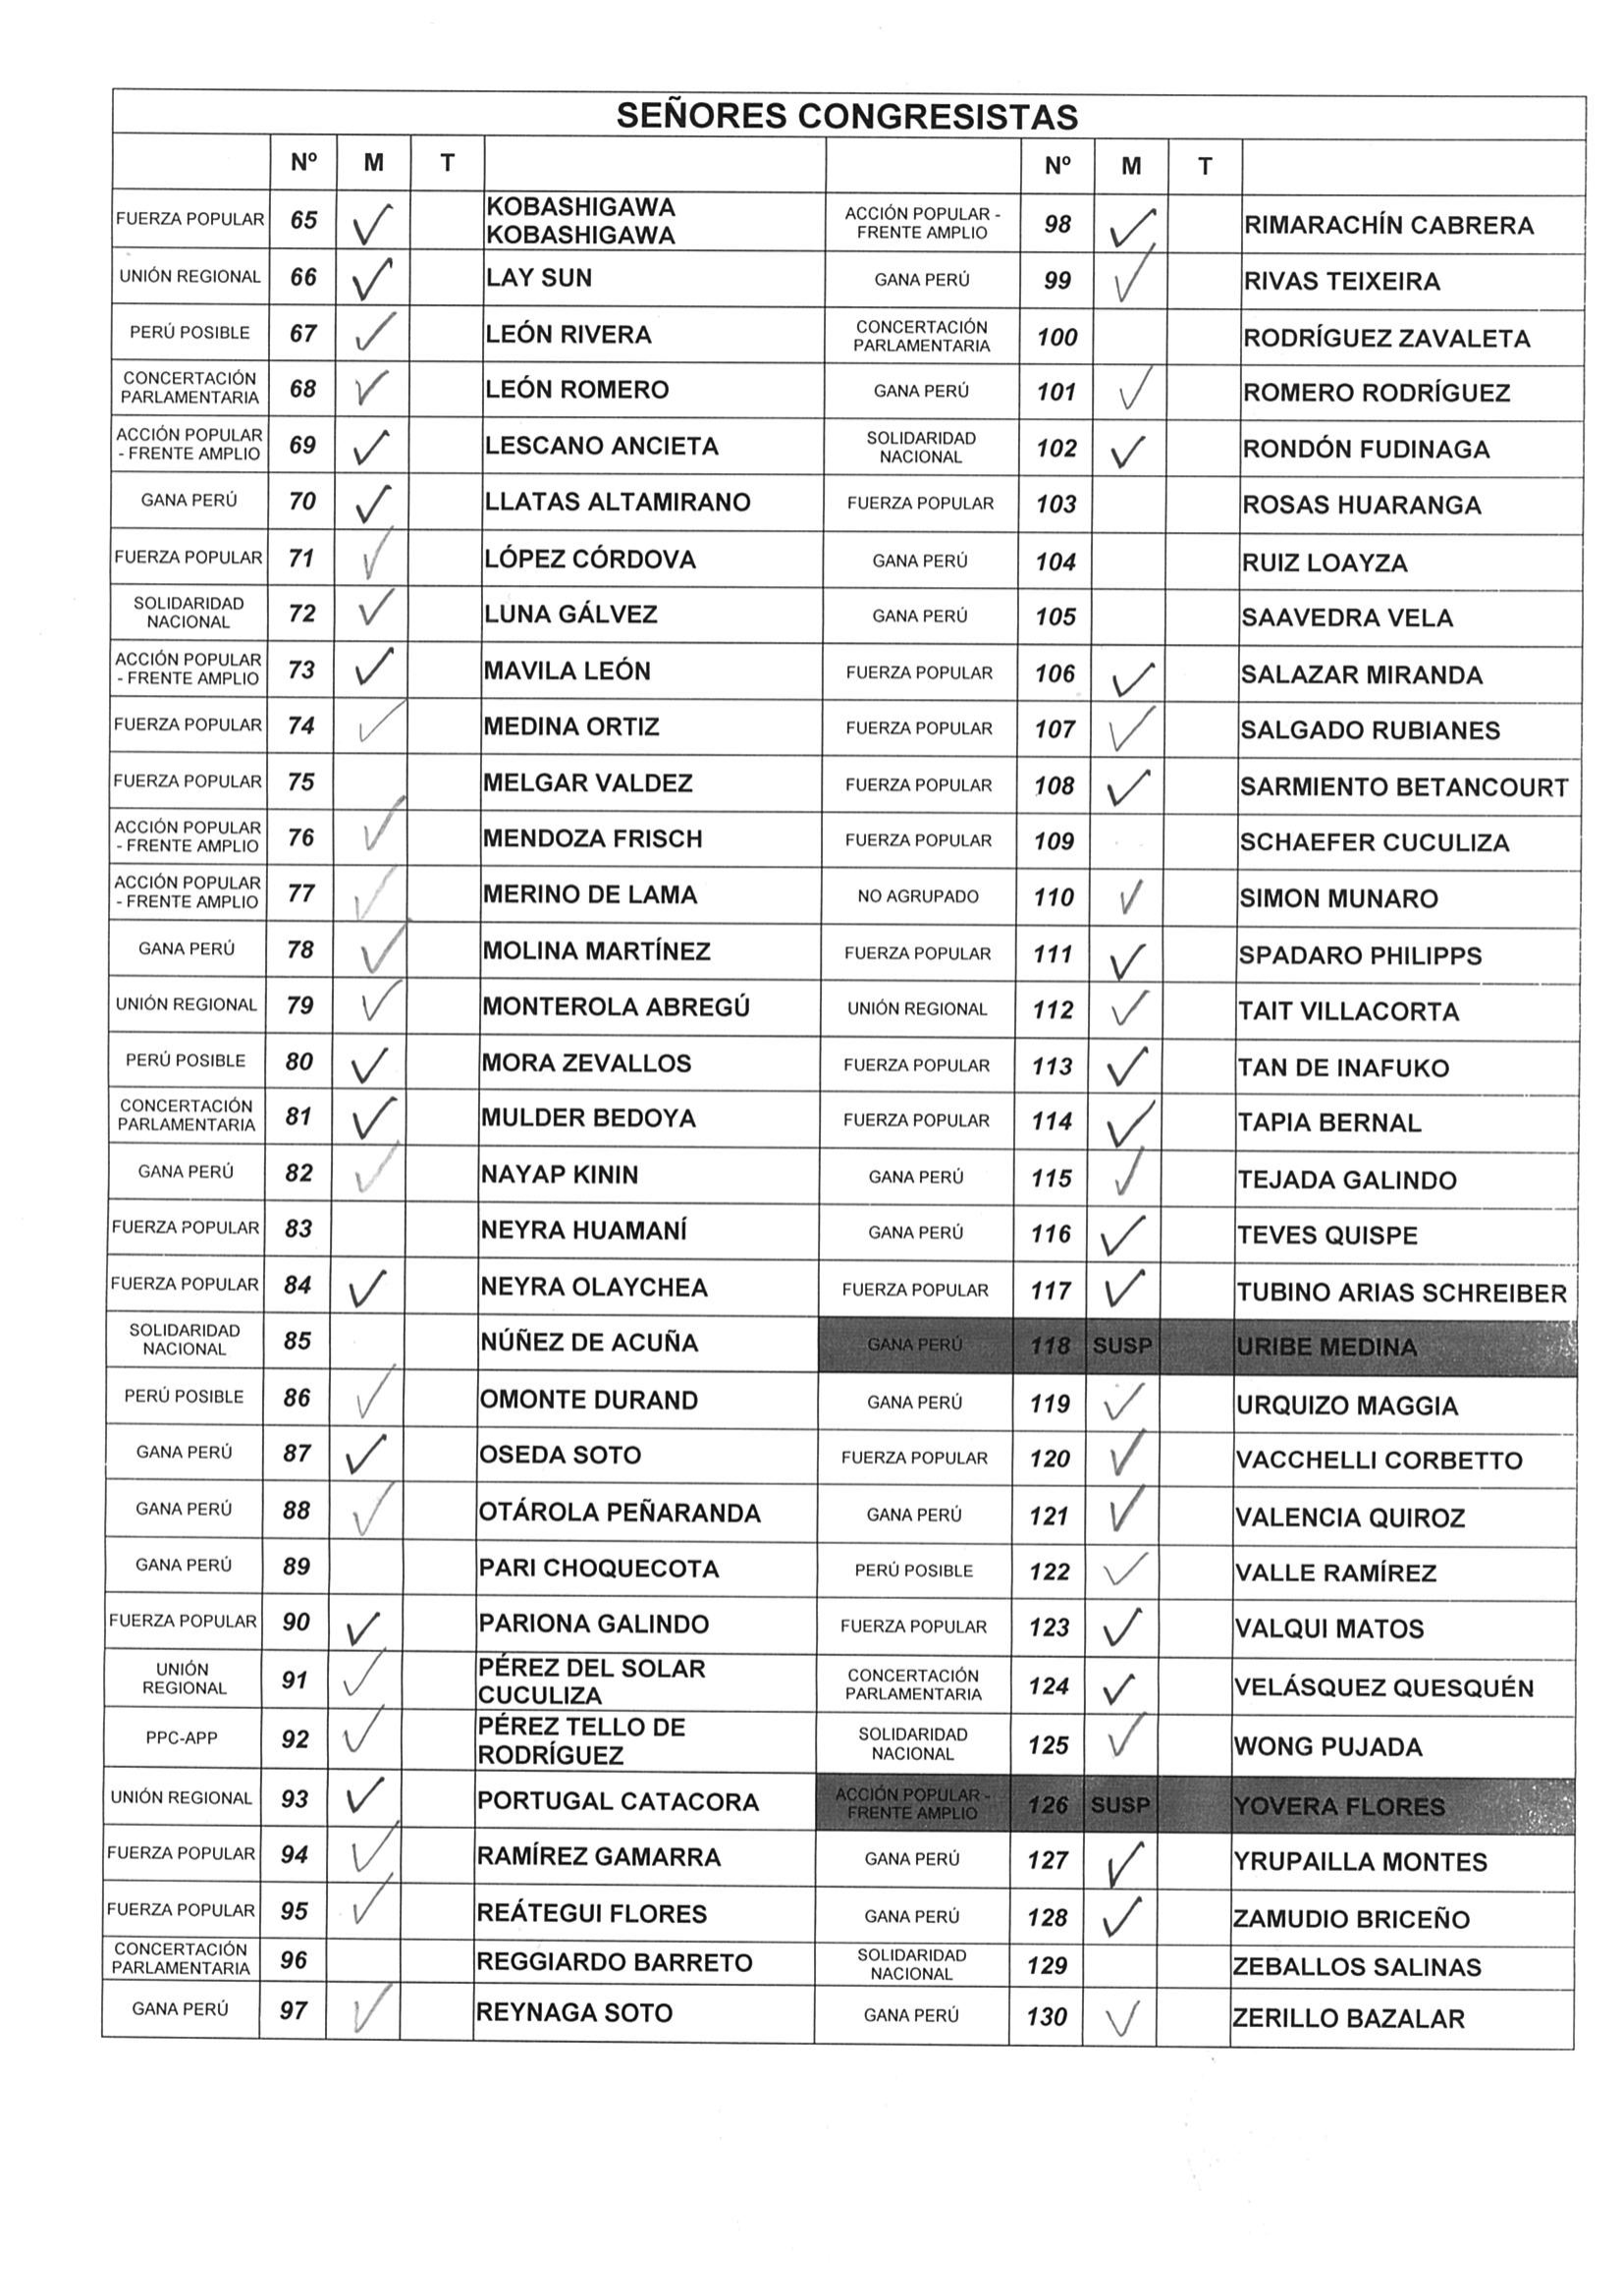 SEÑORES CONGRESISTAS
Nº M T Nº M T
FUERZA POPULAR 65 ✓ KOBASHIGAWA KOBASHIGAWA ACCIÓN POPULAR - FRENTE AMPLIO 98 ✓ RIMARACHÍN CABRERA
UNIÓN REGIONAL 66 ✓ LAY SUN GANA PERÚ 99 ✓ RIVAS TEIXEIRA
PERÚ POSIBLE 67 ✓ LEÓN RIVERA CONCERTACIÓN PARLAMENTARIA 100 RODRÍGUEZ ZAVALETA
CONCERTACIÓN PARLAMENTARIA 68 ✓ LEÓN ROMERO GANA PERÚ 101 ✓ ROMERO RODRÍGUEZ
ACCIÓN POPULAR - FRENTE AMPLIO 69 ✓ LESCANO ANCIETA SOLIDARIDAD NACIONAL 102 ✓ RONDÓN FUDINAGA
GANA PERÚ 70 ✓ LLATAS ALTAMIRANO FUERZA POPULAR 103 ROSAS HUARANGA
FUERZA POPULAR 71 ✓ LÓPEZ CÓRDOVA GANA PERÚ 104 RUIZ LOAYZA
SOLIDARIDAD NACIONAL 72 ✓ LUNA GÁLVEZ GANA PERÚ 105 SAAVEDRA VELA
ACCIÓN POPULAR - FRENTE AMPLIO 73 ✓ MAVILA LEÓN FUERZA POPULAR 106 ✓ SALAZAR MIRANDA
FUERZA POPULAR 74 ✓ MEDINA ORTIZ FUERZA POPULAR 107 ✓ SALGADO RUBIANES
FUERZA POPULAR 75 MELGAR VALDEZ FUERZA POPULAR 108 ✓ SARMIENTO BETANCOURT
ACCIÓN POPULAR - FRENTE AMPLIO 76 ✓ MENDOZA FRISCH FUERZA POPULAR 109 SCHAEFER CUCULIZA
ACCIÓN POPULAR - FRENTE AMPLIO 77 ✓ MERINO DE LAMA NO AGRUPADO 110 ✓ SIMON MUNARO
GANA PERÚ 78 ✓ MOLINA MARTÍNEZ FUERZA POPULAR 111 ✓ SPADARO PHILIPPS
UNIÓN REGIONAL 79 ✓ MONTEROLA ABREGÚ UNIÓN REGIONAL 112 ✓ TAIT VILLACORTA
PERÚ POSIBLE 80 ✓ MORA ZEVALLOS FUERZA POPULAR 113 ✓ TAN DE INAFUKO
CONCERTACIÓN PARLAMENTARIA 81 ✓ MULDER BEDOYA FUERZA POPULAR 114 ✓ TAPIA BERNAL
GANA PERÚ 82 ✓ NAYAP KININ GANA PERÚ 115 ✓ TEJADA GALINDO
FUERZA POPULAR 83 NEYRA HUAMANÍ GANA PERÚ 116 ✓ TEVES QUISPE
FUERZA POPULAR 84 ✓ NEYRA OLAYCHEA FUERZA POPULAR 117 ✓ TUBINO ARIAS SCHREIBER
SOLIDARIDAD NACIONAL 85 NÚÑEZ DE ACUÑA GANA PERÚ 118 SUSP URIBE MEDINA
PERÚ POSIBLE 86 ✓ OMONTE DURAND GANA PERÚ 119 ✓ URQUIZO MAGGIA
GANA PERÚ 87 ✓ OSEDA SOTO FUERZA POPULAR 120 ✓ VACCHELLI CORBETTO
GANA PERÚ 88 ✓ OTÁROLA PEÑARANDA GANA PERÚ 121 ✓ VALENCIA QUIROZ
GANA PERÚ 89 PARI CHOQUECOTA PERÚ POSIBLE 122 ✓ VALLE RAMÍREZ
FUERZA POPULAR 90 ✓ PARIONA GALINDO FUERZA POPULAR 123 ✓ VALQUI MATOS
UNIÓN REGIONAL 91 ✓ PÉREZ DEL SOLAR CUCULIZA CONCERTACIÓN PARLAMENTARIA 124 ✓ VELÁSQUEZ QUESQUÉN
PPC-APP 92 ✓ PÉREZ TELLO DE RODRÍGUEZ SOLIDARIDAD NACIONAL 125 ✓ WONG PUJADA
UNIÓN REGIONAL 93 ✓ PORTUGAL CATACORA ACCIÓN POPULAR - FRENTE AMPLIO 126 SUSP YOVERA FLORES
FUERZA POPULAR 94 ✓ RAMÍREZ GAMARRA GANA PERÚ 127 ✓ YRUPAILLA MONTES
FUERZA POPULAR 95 ✓ REÁTEGUI FLORES GANA PERÚ 128 ✓ ZAMUDIO BRICEÑO
CONCERTACIÓN PARLAMENTARIA 96 REGGIARDO BARRETO SOLIDARIDAD NACIONAL 129 ZEBALLOS SALINAS
GANA PERÚ 97 ✓ REYNAGA SOTO GANA PERÚ 130 ✓ ZERILLO BAZALAR